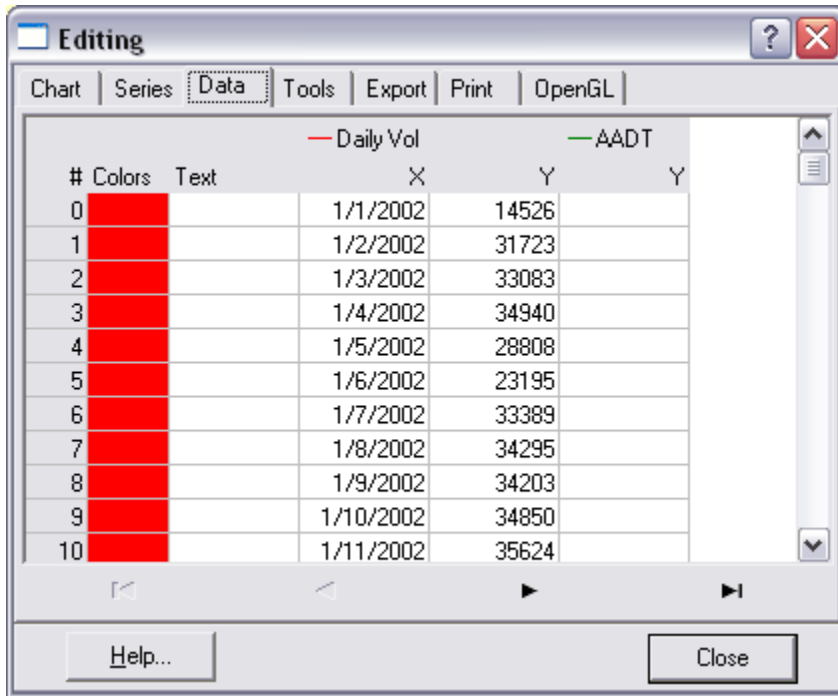 Editing
Chart Series Data Tools Export Print OpenGL
Daily Vol AADT
# Colors Text X Y Y
0 1/1/2002 14526
1 1/2/2002 31723
2 1/3/2002 33083
3 1/4/2002 34940
4 1/5/2002 28808
5 1/6/2002 23195
6 1/7/2002 33389
7 1/8/2002 34295
8 1/9/2002 34203
9 1/10/2002 34850
10 1/11/2002 35624
Help... Close